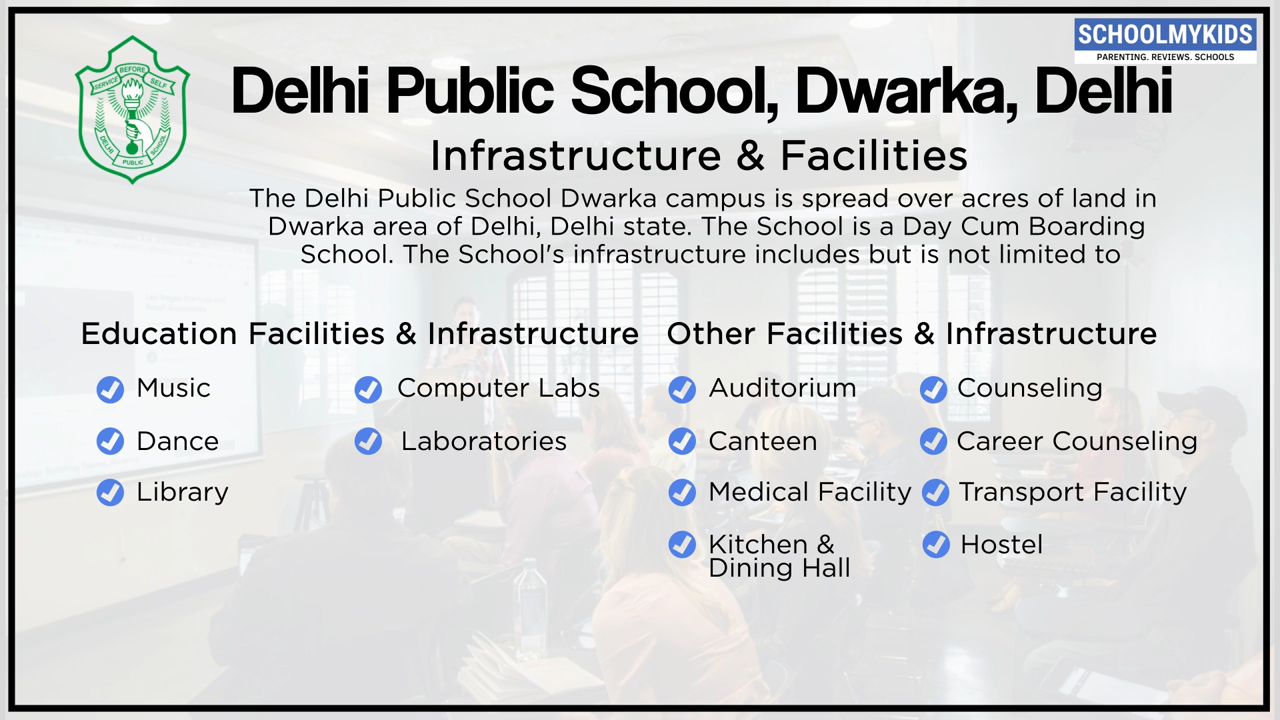 SCHOOLMYKIDS
PARENTING. REVIEWS. SCHOOLS
SERVICE BEFORE SELF
DELHI PUBLIC SCHOOL
Delhi Public School, Dwarka, Delhi
Infrastructure & Facilities
The Delhi Public School Dwarka campus is spread over acres of land in
Dwarka area of Delhi, Delhi state. The School is a Day Cum Boarding
School. The School's infrastructure includes but is not limited to
Education Facilities & Infrastructure
Music
Computer Labs
Dance
Laboratories
Library
Other Facilities & Infrastructure
Auditorium
Counseling
Canteen
Career Counseling
Medical Facility
Transport Facility
Kitchen &
Dining Hall
Hostel